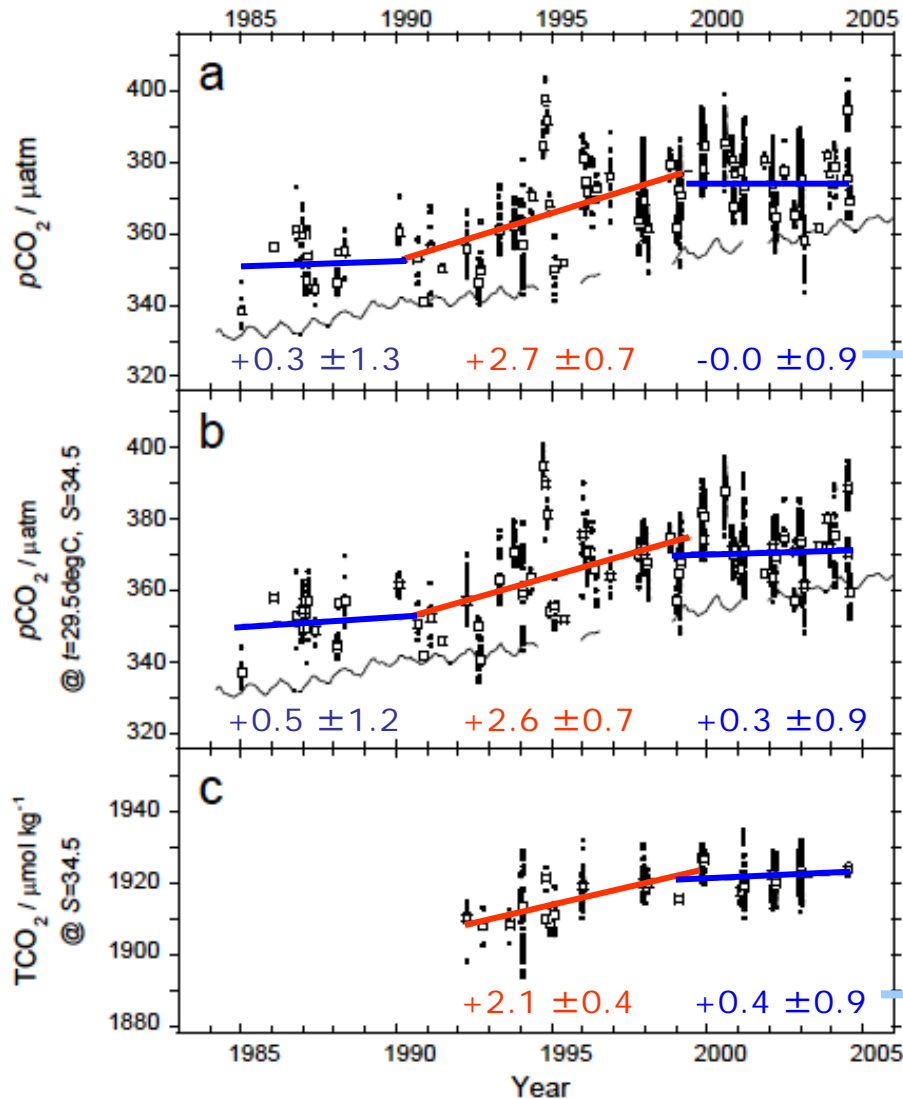 1985 1990 1995 2000 2005
a
400
380
360
340
320
pCO₂ / μatm
+0.3 ±1.3 +2.7 ±0.7 -0.0 ±0.9
b
400
380
360
340
320
pCO₂ / μatm
@ t=29.5degC, S=34.5
+0.5 ±1.2 +2.6 ±0.7 +0.3 ±0.9
c
1940
1920
1900
1880
TCO₂ / μmol kg⁻¹
@ S=34.5
+2.1 ±0.4 +0.4 ±0.9
1985 1990 1995 2000 2005
Year